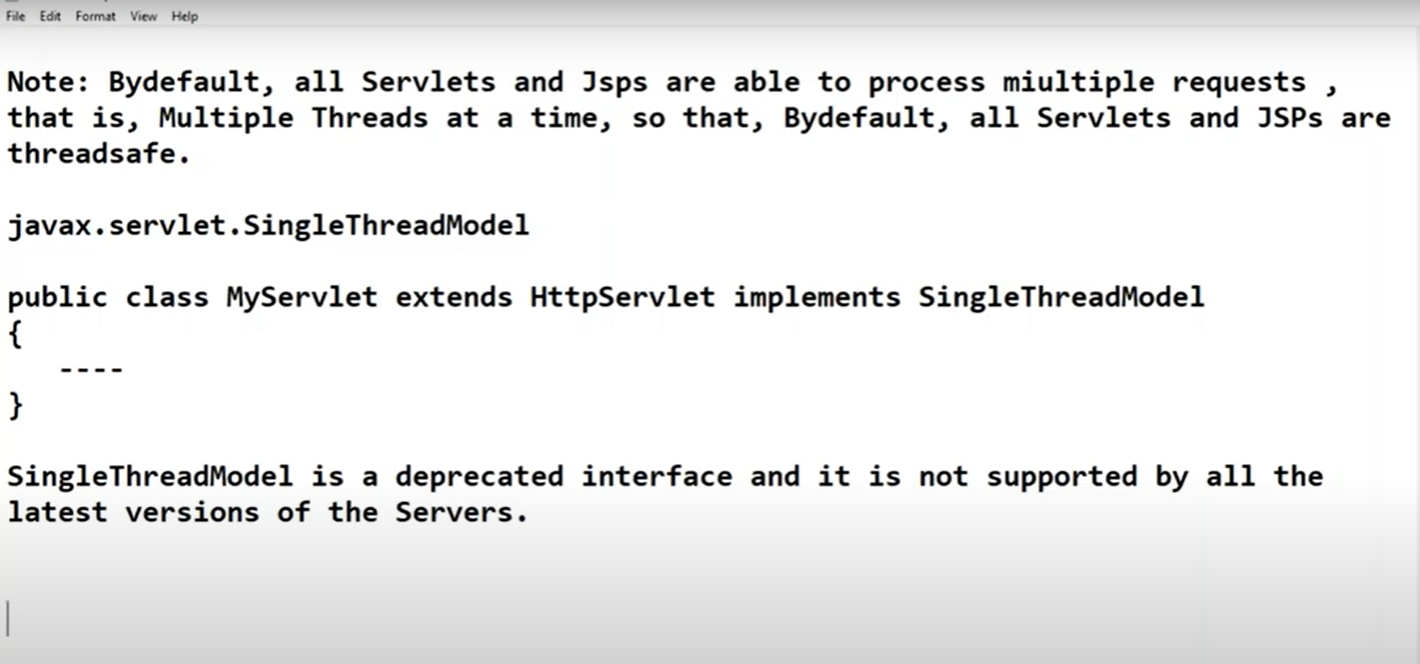 File Edit Format View Help
Note: Bydefault, all Servlets and Jsps are able to process miultiple requests ,
that is, Multiple Threads at a time, so that, Bydefault, all Servlets and JSPs are
threadsafe.
javax.servlet.SingleThreadModel
public class MyServlet extends HttpServlet implements SingleThreadModel
{
----
}
SingleThreadModel is a deprecated interface and it is not supported by all the
latest versions of the Servers.